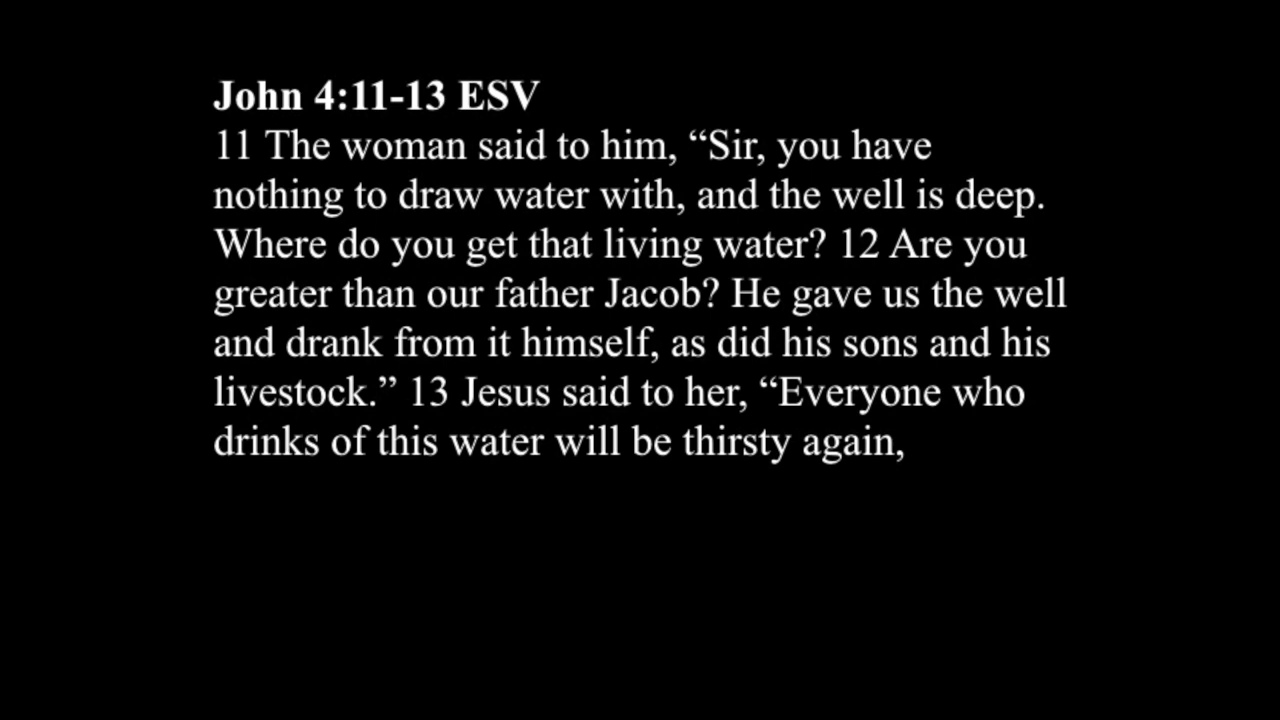 John 4:11-13 ESV
11 The woman said to him, “Sir, you have
nothing to draw water with, and the well is deep.
Where do you get that living water? 12 Are you
greater than our father Jacob? He gave us the well
and drank from it himself, as did his sons and his
livestock.” 13 Jesus said to her, “Everyone who
drinks of this water will be thirsty again,